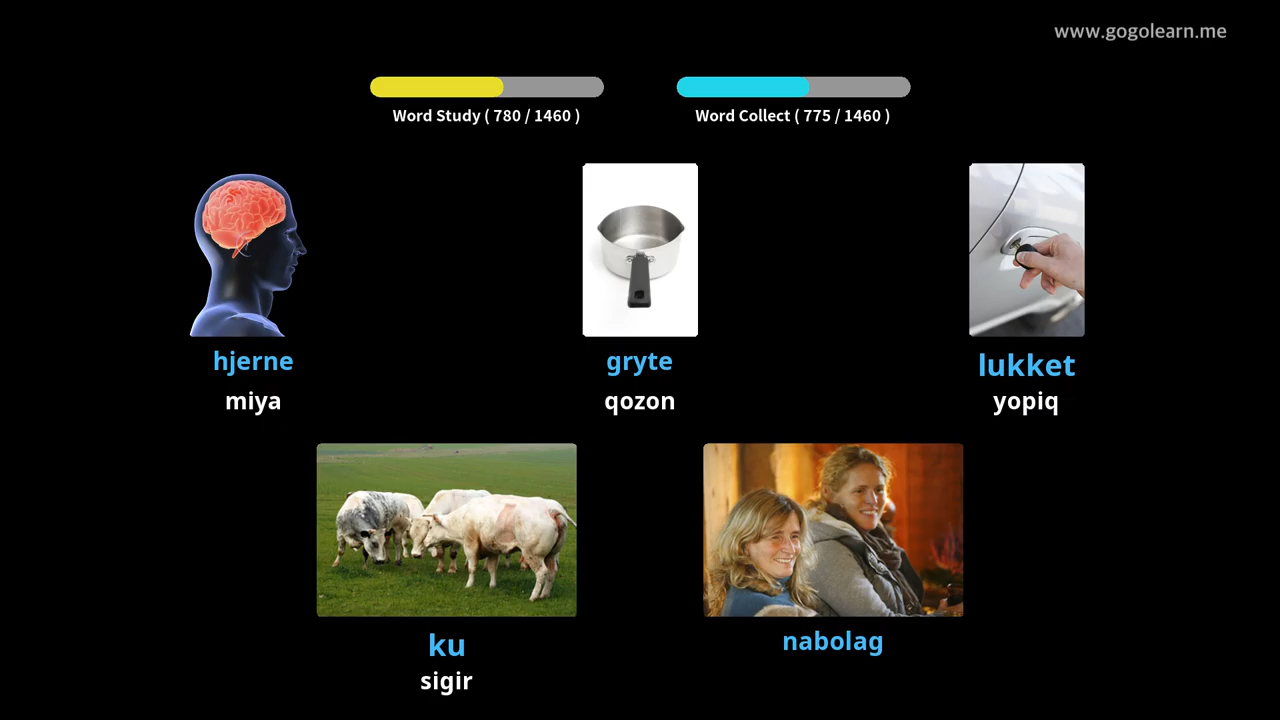 www.gogolearn.me
Word Study ( 780 / 1460 )
Word Collect ( 775 / 1460 )
hjerne
miya
gryte
qozon
lukket
yopiq
ku
sigir
nabolag